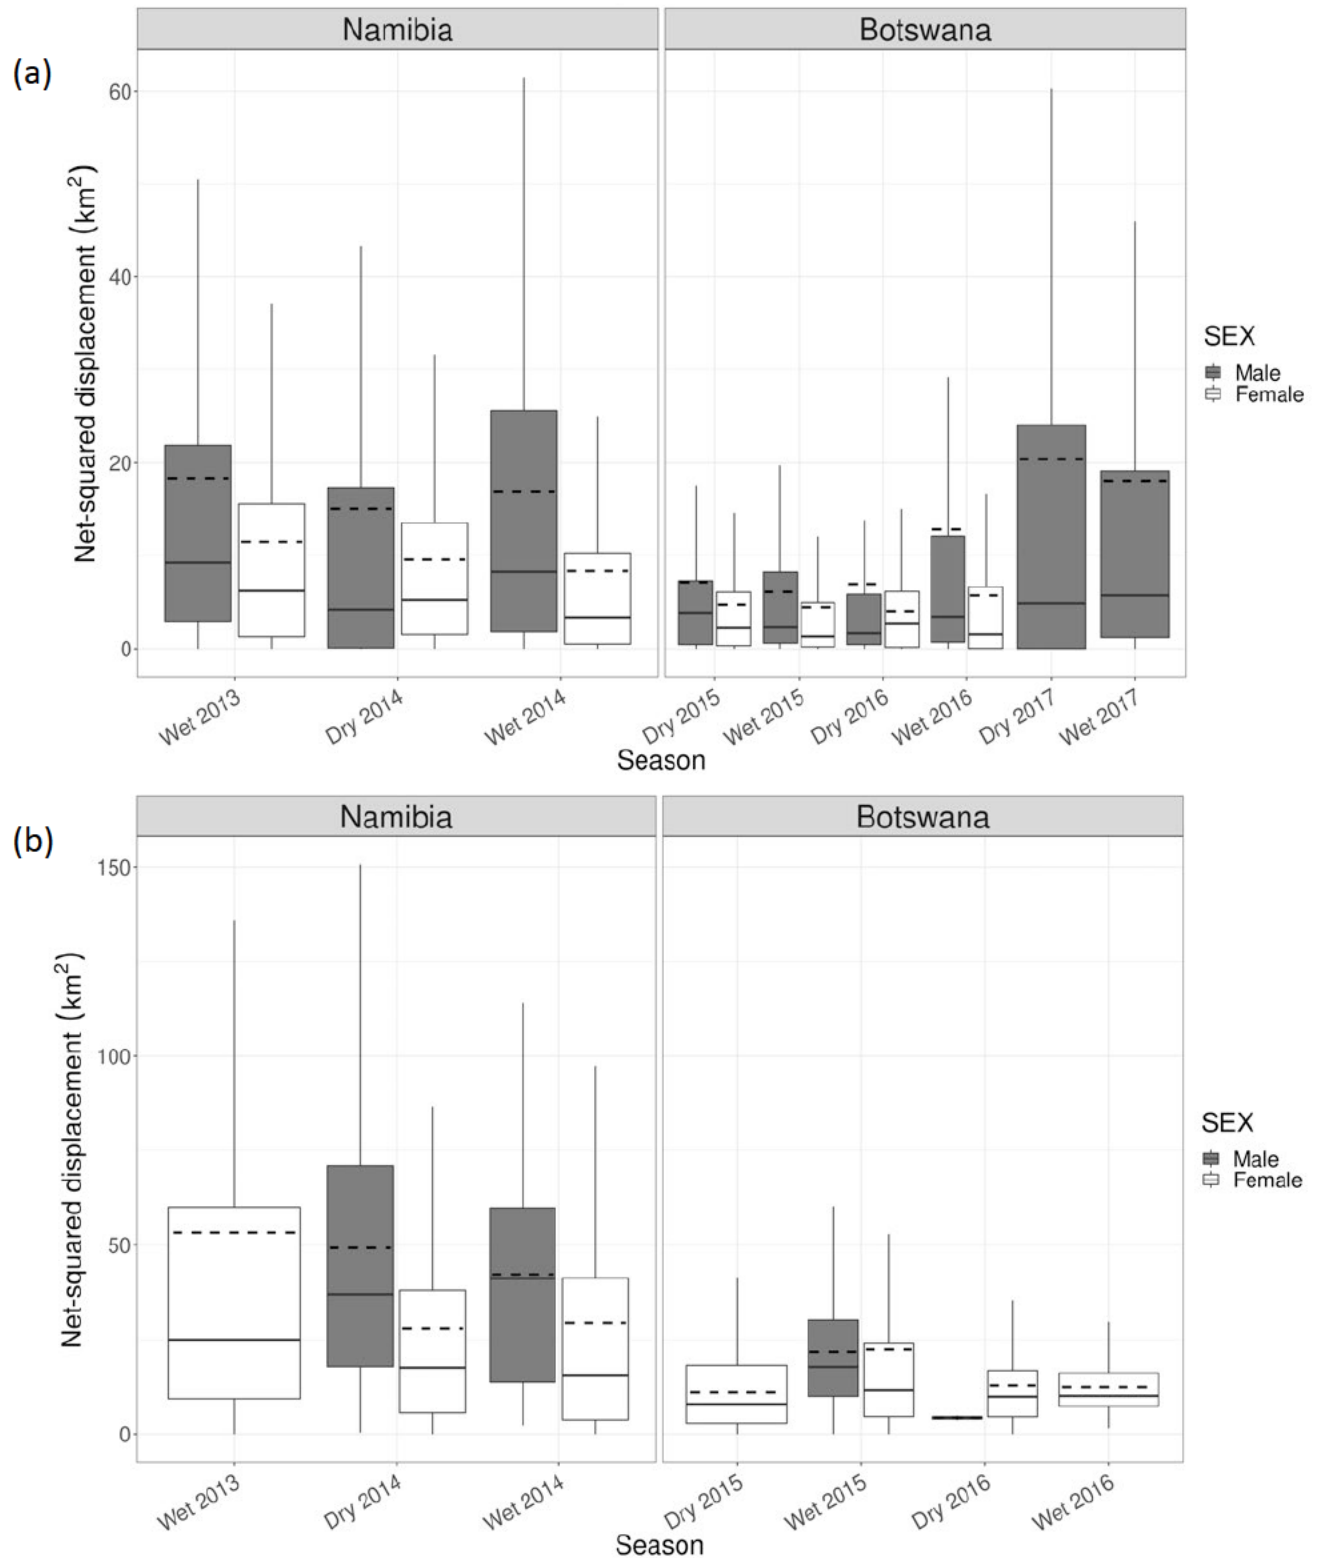 (a)
Namibia
Botswana
Net-squared displacement (km²)
60
40
20
0
Wet 2013
Dry 2014
Wet 2014
Dry 2015
Wet 2015
Dry 2016
Wet 2016
Dry 2017
Wet 2017
Season
SEX
Male
Female
(b)
Namibia
Botswana
Net-squared displacement (km²)
150
100
50
0
Wet 2013
Dry 2014
Wet 2014
Dry 2015
Wet 2015
Dry 2016
Wet 2016
Season
SEX
Male
Female